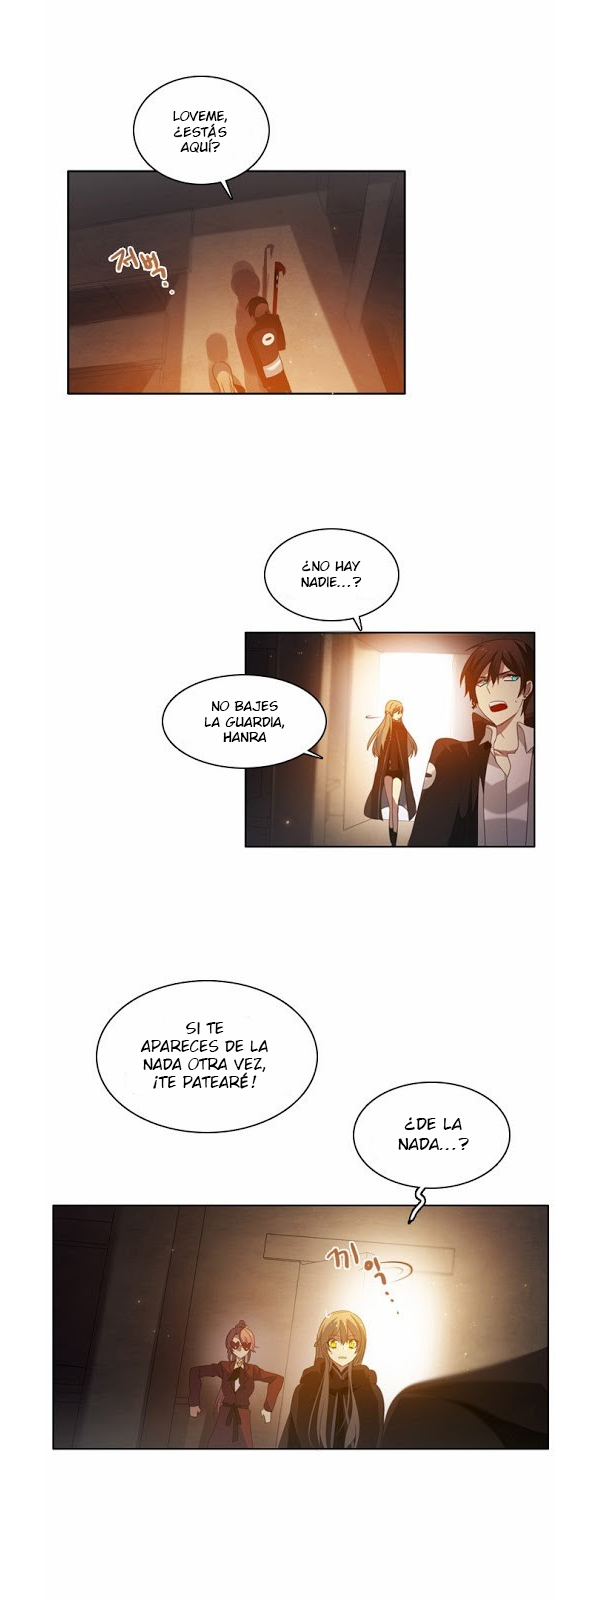 LOVEME,
¿ESTÁS
AQUÍ?
저벅..
¿NO HAY
NADIE...?
NO BAJES
LA GUARDIA,
HANRA
SI TE
APARECES DE LA
NADA OTRA VEZ,
¡TE PATEARÉ!
¿DE LA
NADA...?
끼익..